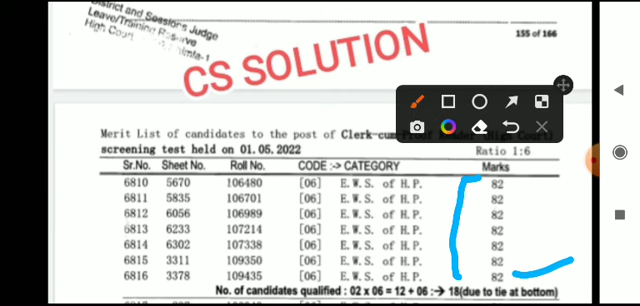 District and Sessions Judge
Leave/Training Reserve
High Court
155 of 166
CS SOLUTION
Merit List of candidates to the post of Clerk-cum-
screening test held on 01.05.2022
Ratio 1:6
Sr.No. Sheet No. Roll No. CODE :-> CATEGORY Marks
6810 5670 106480 [06] E.W.S. of H.P. 82
6811 5835 106701 [06] E.W.S. of H.P. 82
6812 6056 106989 [06] E.W.S. of H.P. 82
6813 6233 107214 [06] E.W.S. of H.P. 82
6814 6302 107338 [06] E.W.S. of H.P. 82
6815 3311 109350 [06] E.W.S. of H.P. 82
6816 3378 109435 [06] E.W.S. of H.P. 82
No. of candidates qualified : 02 x 06 = 12 + 06 :-> 18(due to tie at bottom)